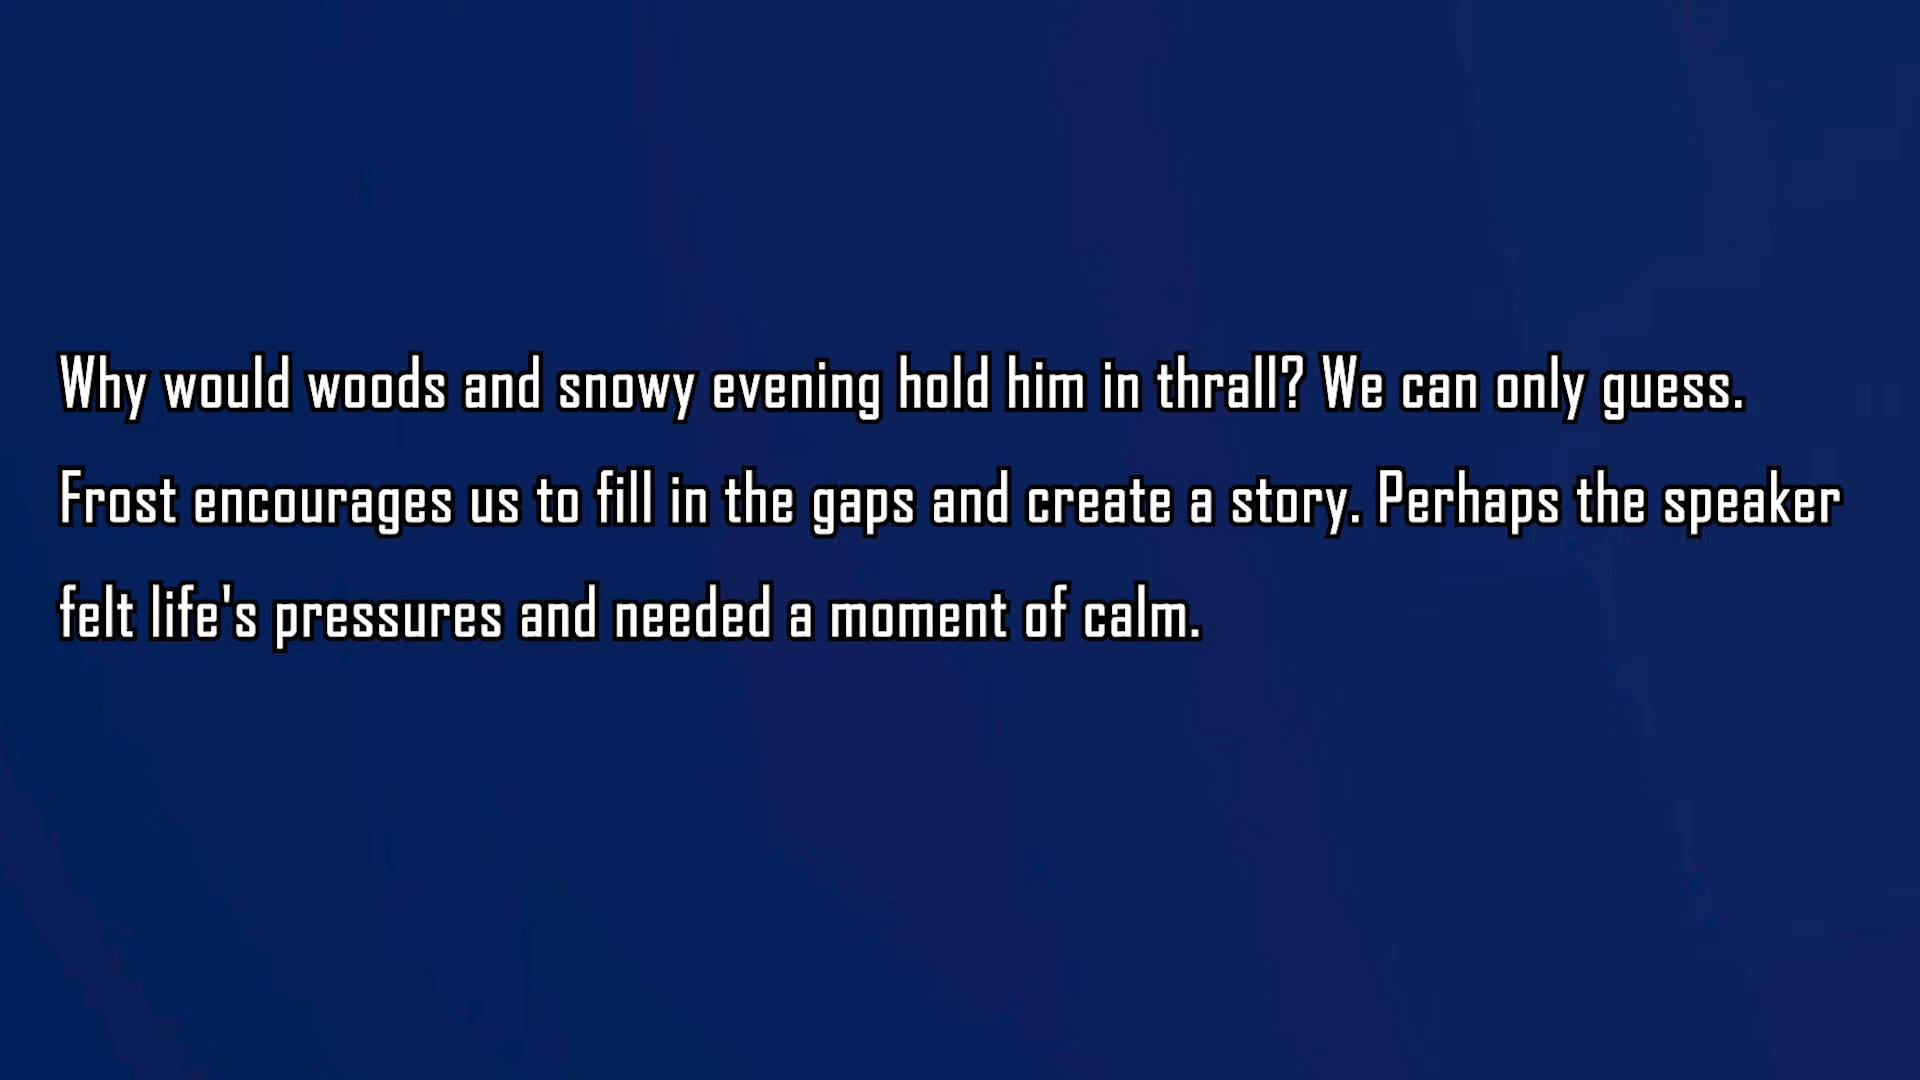 Why would woods and snowy evening hold him in thrall? We can only guess.
Frost encourages us to fill in the gaps and create a story. Perhaps the speaker
felt life's pressures and needed a moment of calm.